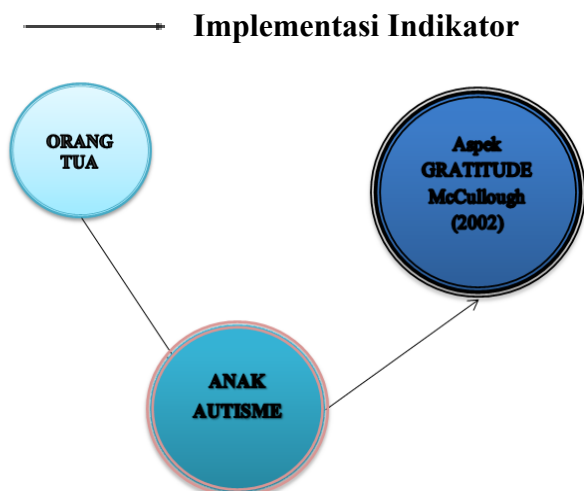 Implementasi Indikator
ORANG
TUA
Aspek
GRATITUDE
McCullough
(2002)
ANAK
AUTISME